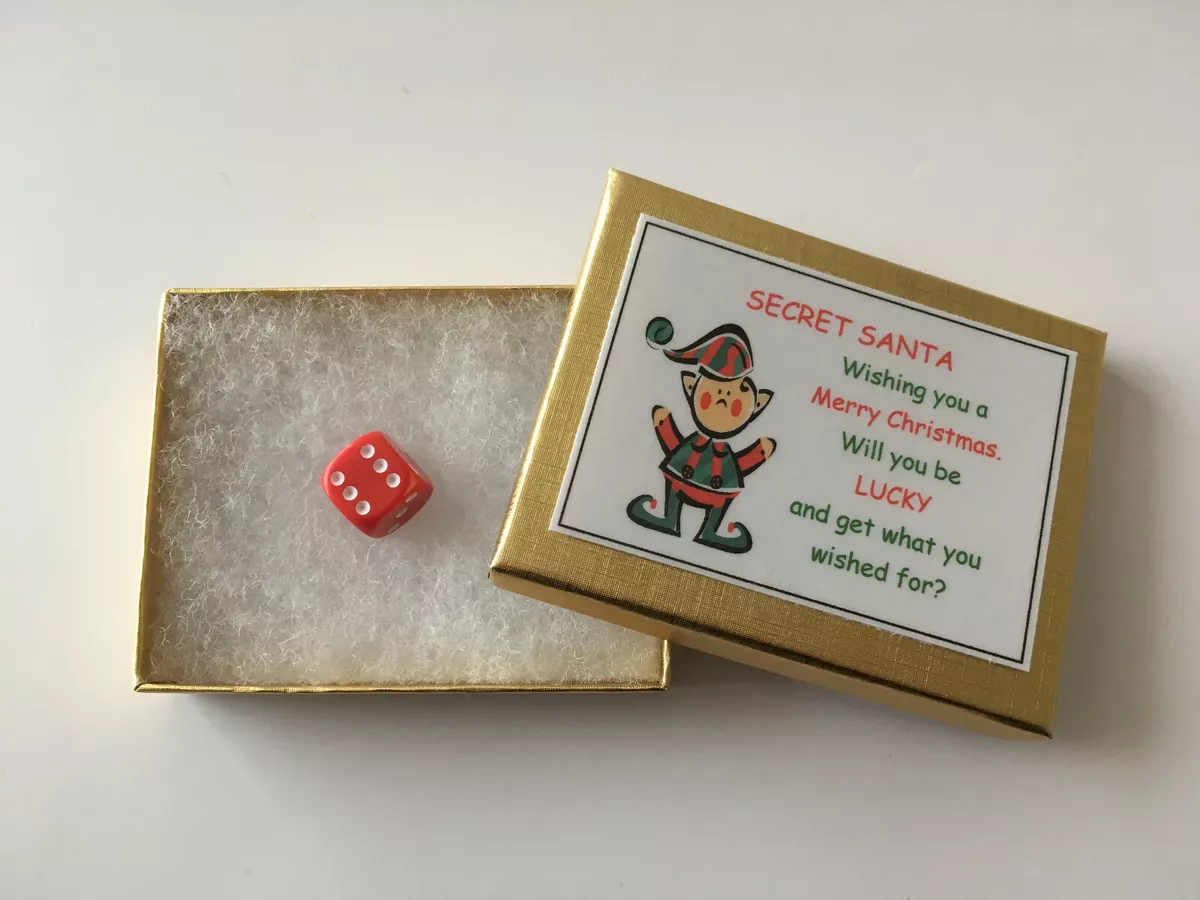 SECRET SANTA
Wishing you a
Merry Christmas.
Will you be
LUCKY
and get what you
wished for?